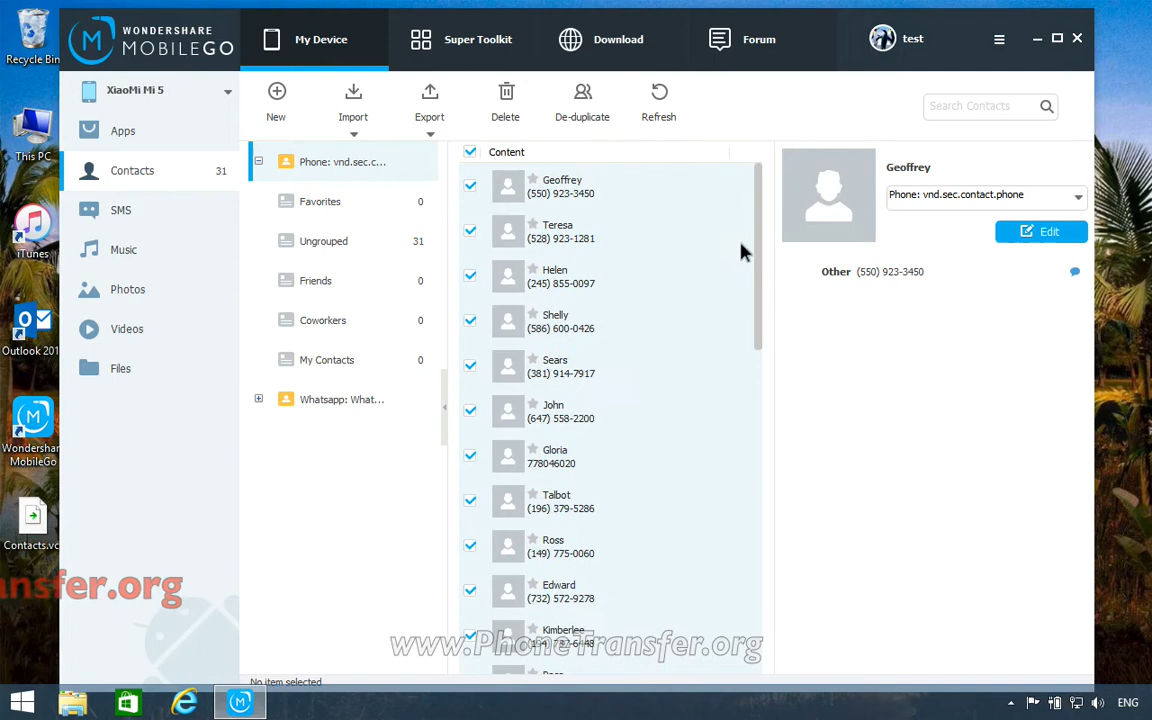 Recycle Bin
This PC
iTunes
Outlook 201
Wondershar
MobileGo
Contacts.vc
WONDERSHARE
MOBILEGO
My Device
Super Toolkit
Download
Forum
test
XiaoMi Mi 5
Apps
Contacts 31
SMS
Music
Photos
Videos
Files
New
Import
Export
Delete
De-duplicate
Refresh
Search Contacts
Phone: vnd.sec.c...
Favorites 0
Ungrouped 31
Friends 0
Coworkers 0
My Contacts 0
Whatsapp: What...
Content
Geoffrey
(550) 923-3450
Teresa
(528) 923-1281
Helen
(245) 855-0097
Shelly
(586) 600-0426
Sears
(381) 914-7917
John
(647) 558-2200
Gloria
778046020
Talbot
(196) 379-5286
Ross
(149) 775-0060
Edward
(732) 572-9278
Kimberlee
Geoffrey
Phone: vnd.sec.contact.phone
Edit
Other (550) 923-3450
ansfer.org
www.PhoneTransfer.org
No item selected
ENG